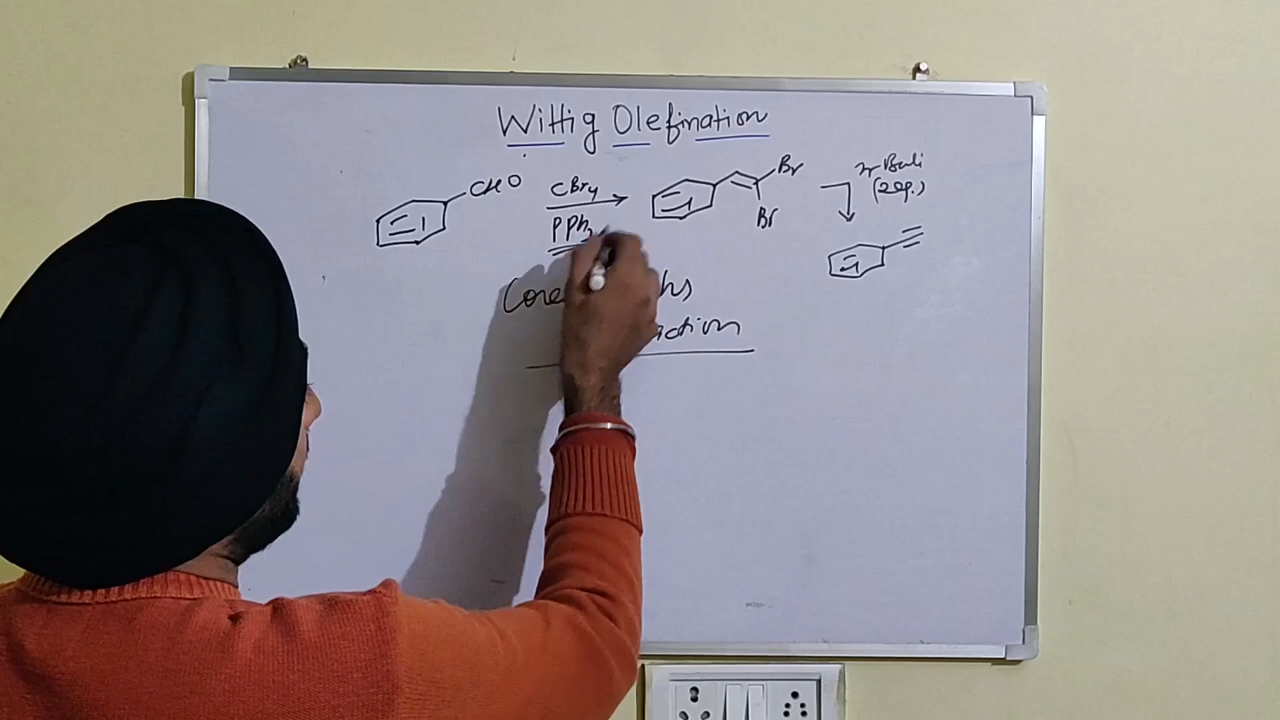 Wittig Olefination
CHO CBr4 Br n-BuLi
PPh3 Br (2eq.)